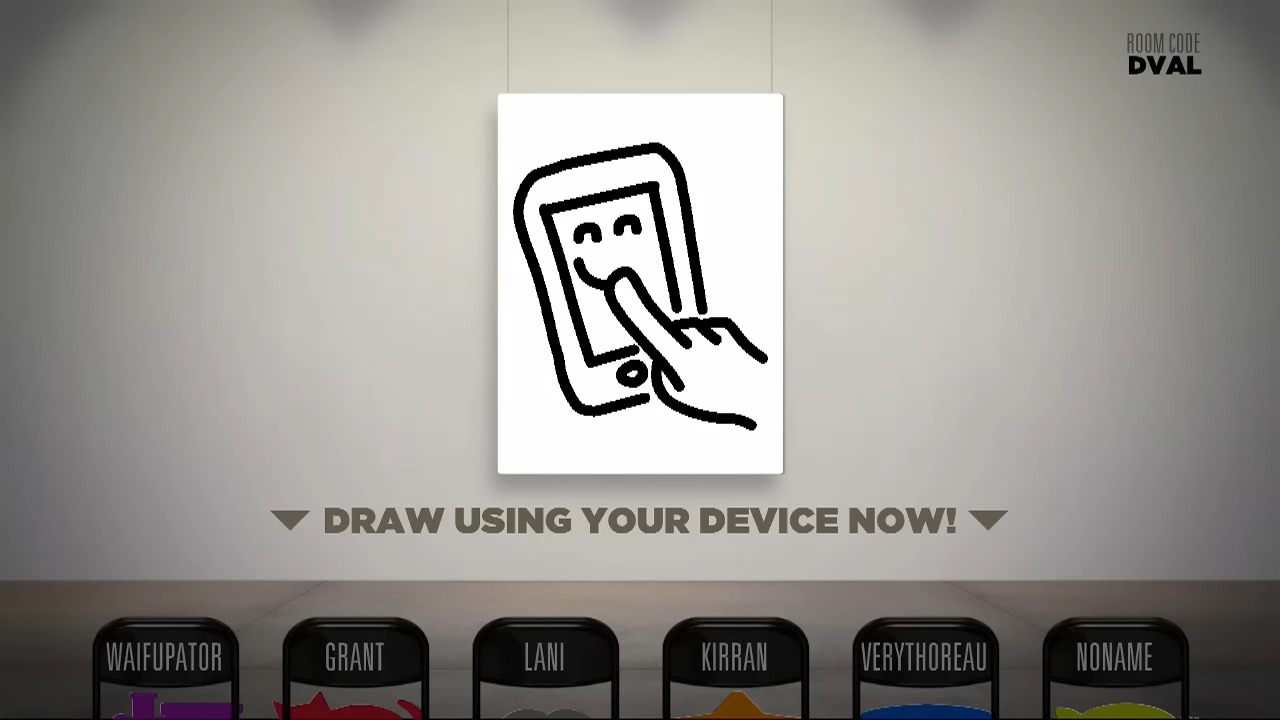 ROOM CODE
DVAL
DRAW USING YOUR DEVICE NOW!
WAIFUPATOR
GRANT
LANI
KIRRAN
VERYTHOREAU
NONAME